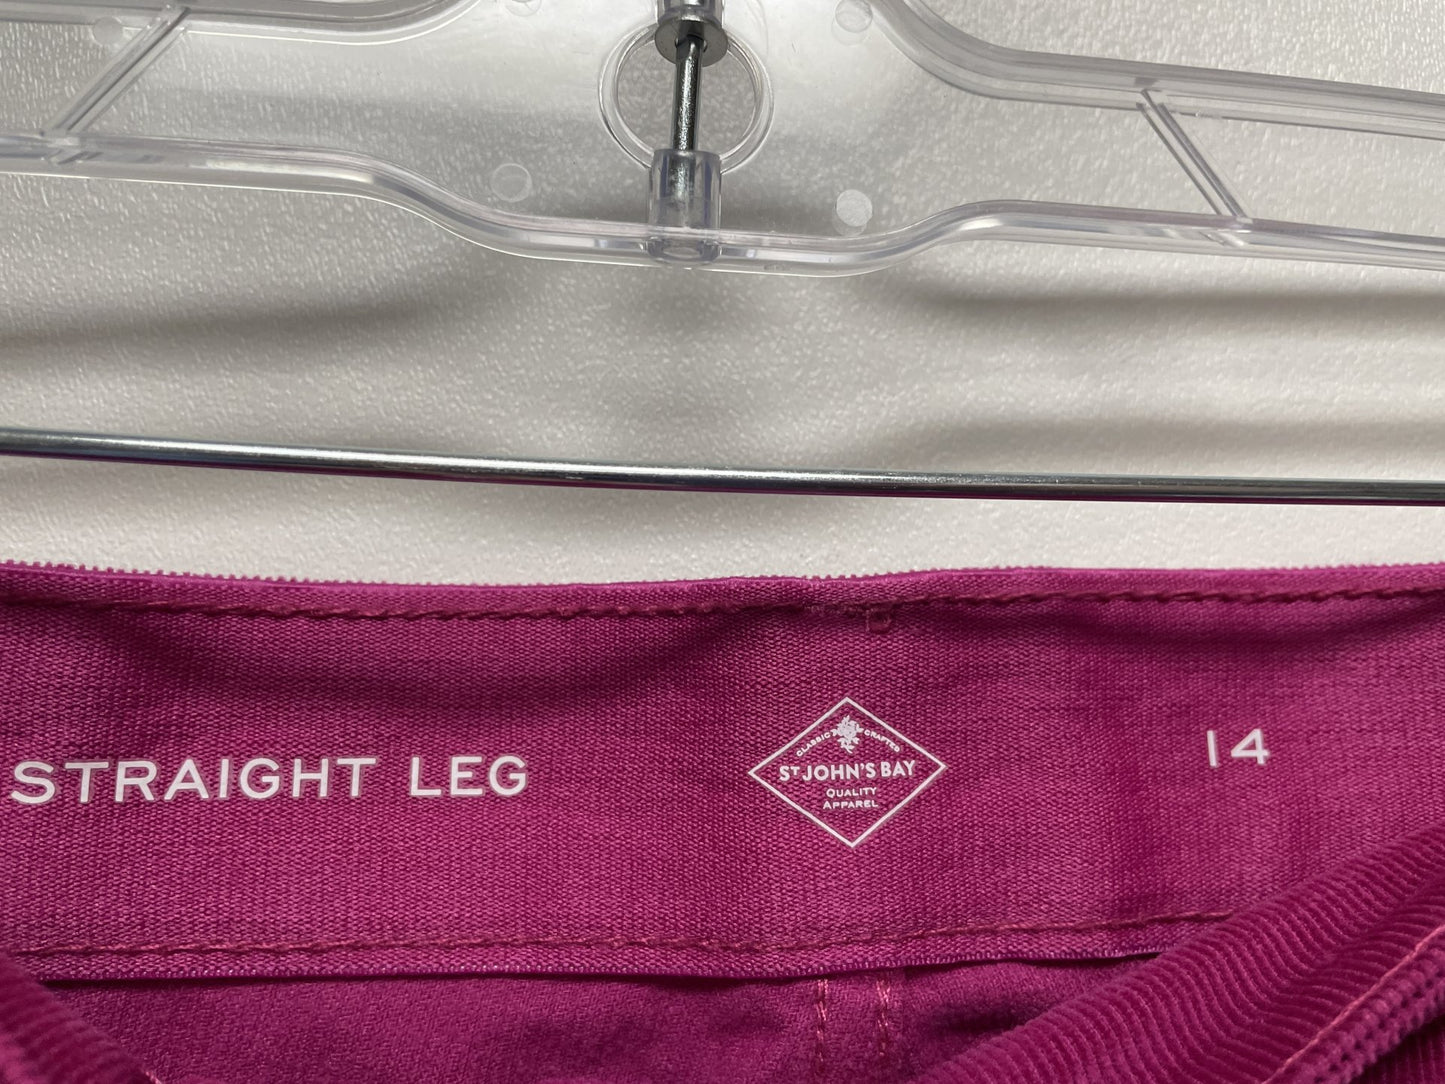 STRAIGHT LEG
CLASSIC CRAFTED
ST JOHN'S BAY
QUALITY
APPAREL
14